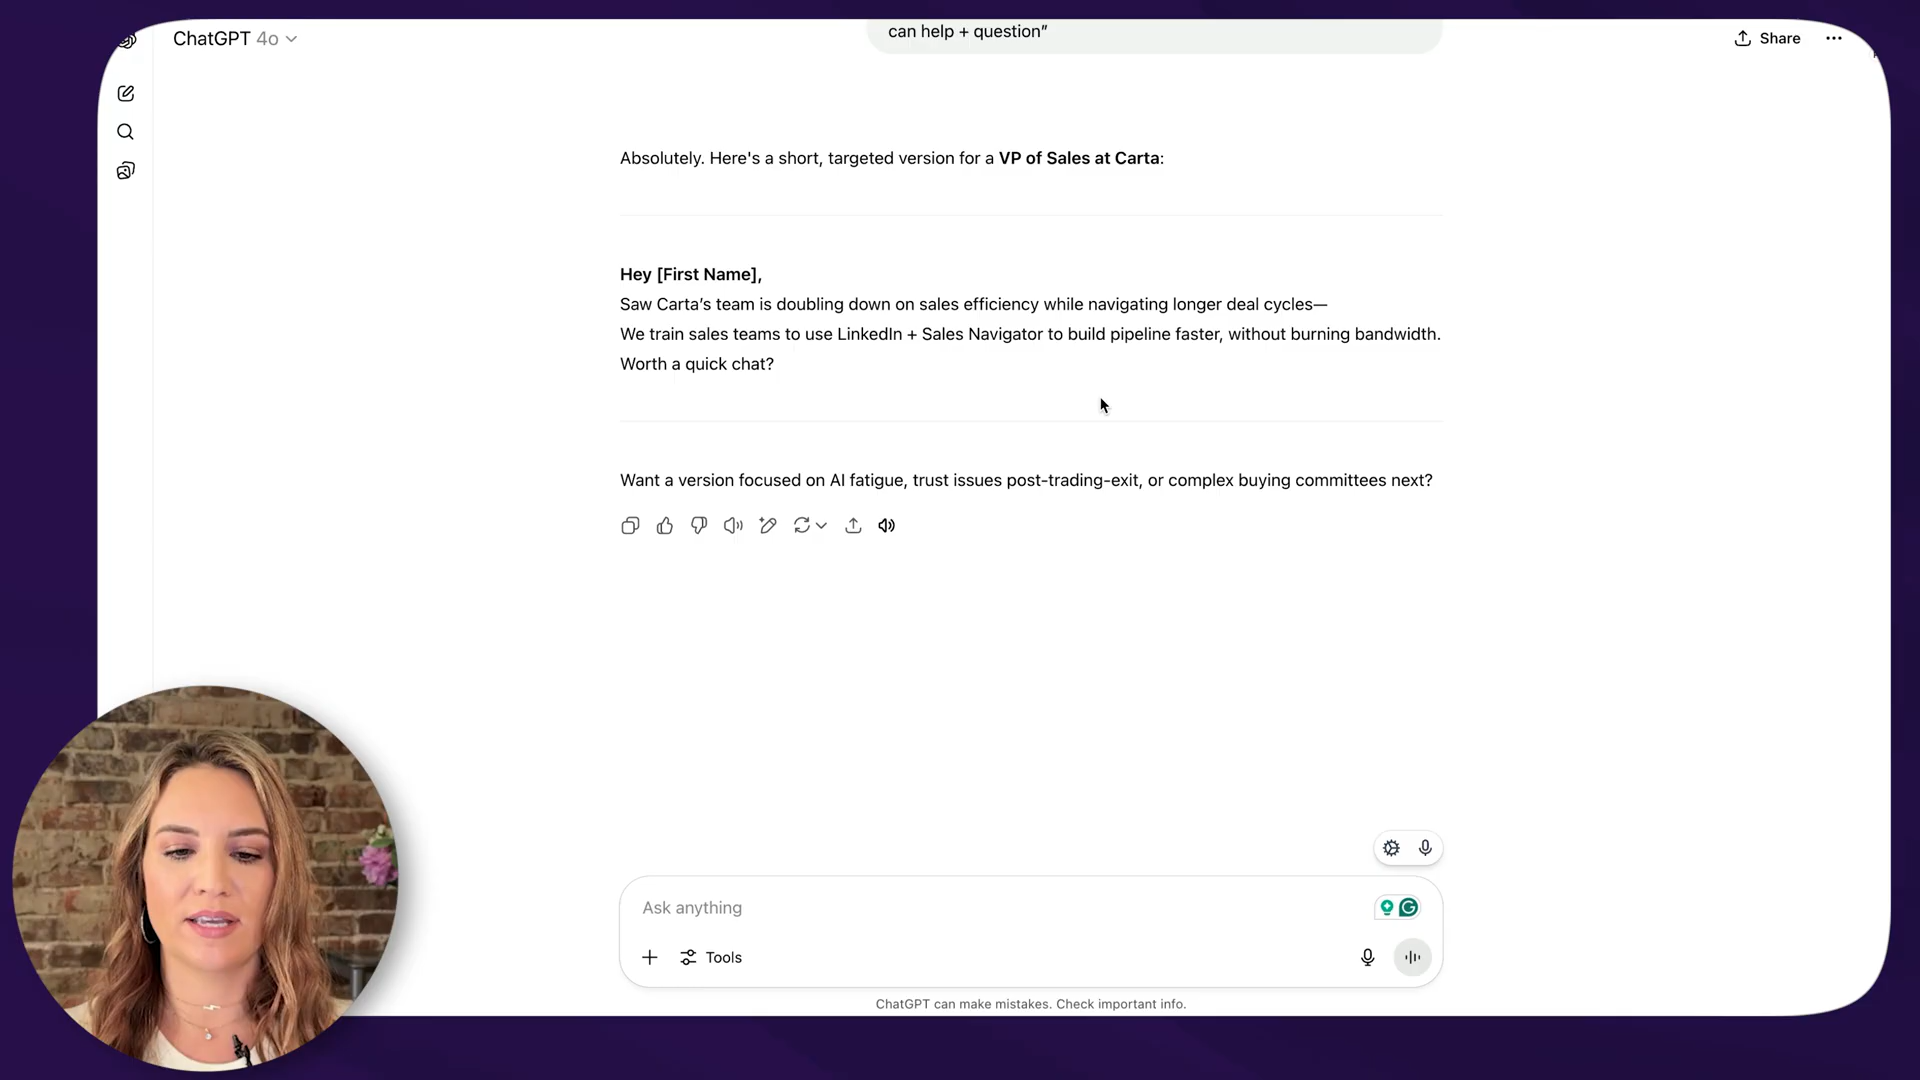 can help + question”
ChatGPT 4o
Share
Absolutely. Here's a short, targeted version for a VP of Sales at Carta:
Hey [First Name],
Saw Carta’s team is doubling down on sales efficiency while navigating longer deal cycles—
We train sales teams to use LinkedIn + Sales Navigator to build pipeline faster, without burning bandwidth.
Worth a quick chat?
Want a version focused on AI fatigue, trust issues post-trading-exit, or complex buying committees next?
Ask anything
Tools
ChatGPT can make mistakes. Check important info.